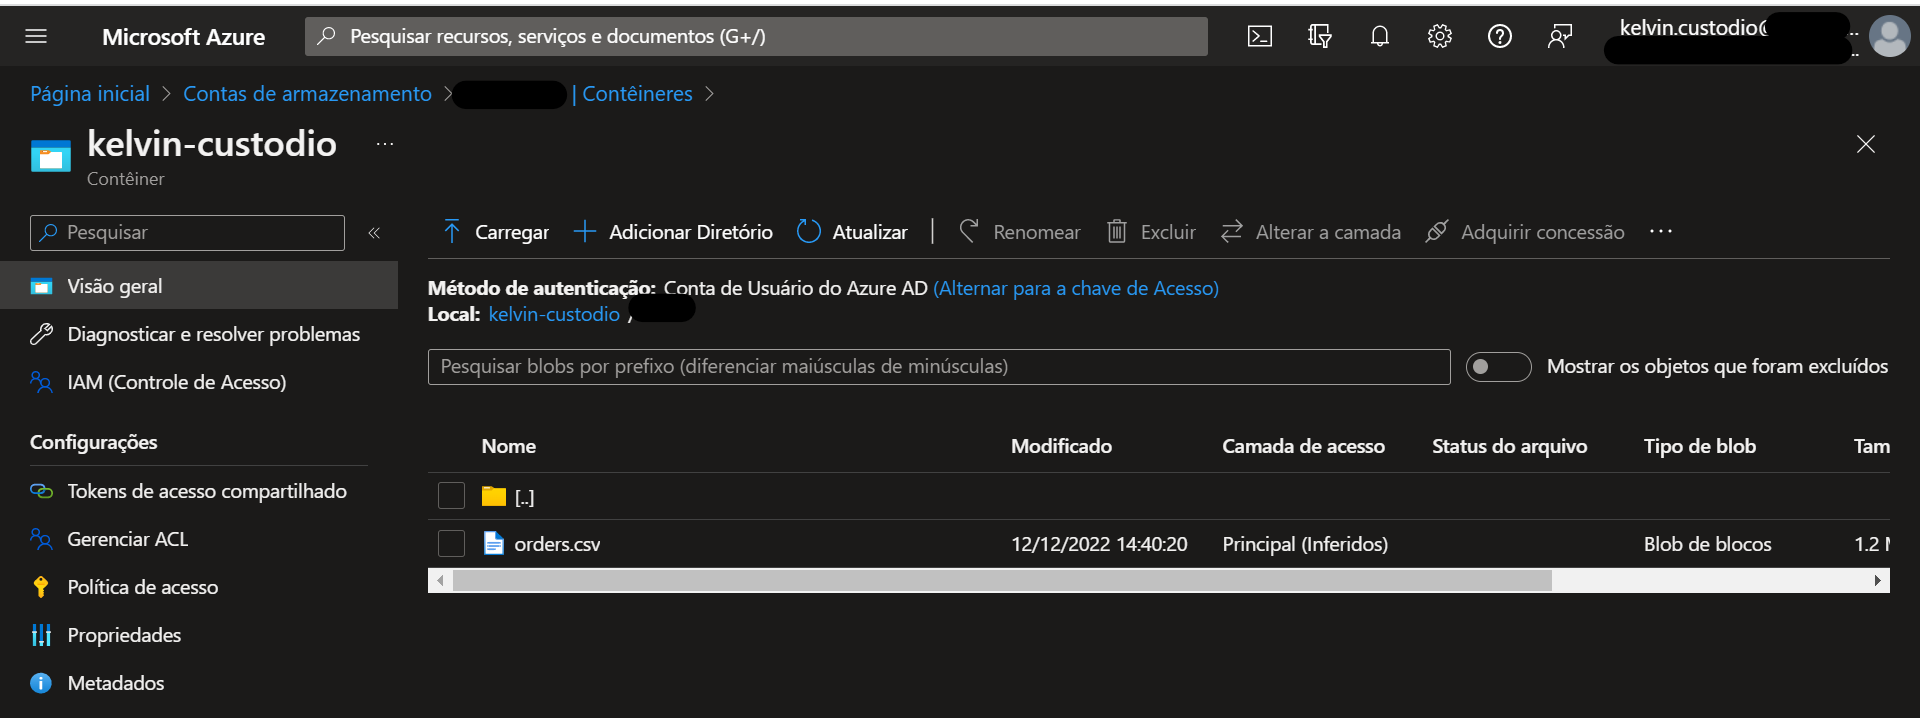 Microsoft Azure
Pesquisar recursos, serviços e documentos (G+/)
kelvin.custodio@
Página inicial > Contas de armazenamento > | Contêineres >
kelvin-custodio ...
Contêiner
Pesquisar «
Carregar Adicionar Diretório Atualizar | Renomear Excluir Alterar a camada Adquirir concessão ...
Visão geral
Diagnosticar e resolver problemas
IAM (Controle de Acesso)
Configurações
Tokens de acesso compartilhado
Gerenciar ACL
Política de acesso
Propriedades
Metadados
Método de autenticação: Conta de Usuário do Azure AD (Alternar para a chave de Acesso)
Local: kelvin-custodio /
Pesquisar blobs por prefixo (diferenciar maiúsculas de minúsculas)
Mostrar os objetos que foram excluídos
Nome Modificado Camada de acesso Status do arquivo Tipo de blob Tam
[..]
orders.csv 12/12/2022 14:40:20 Principal (Inferidos) Blob de blocos 1.2